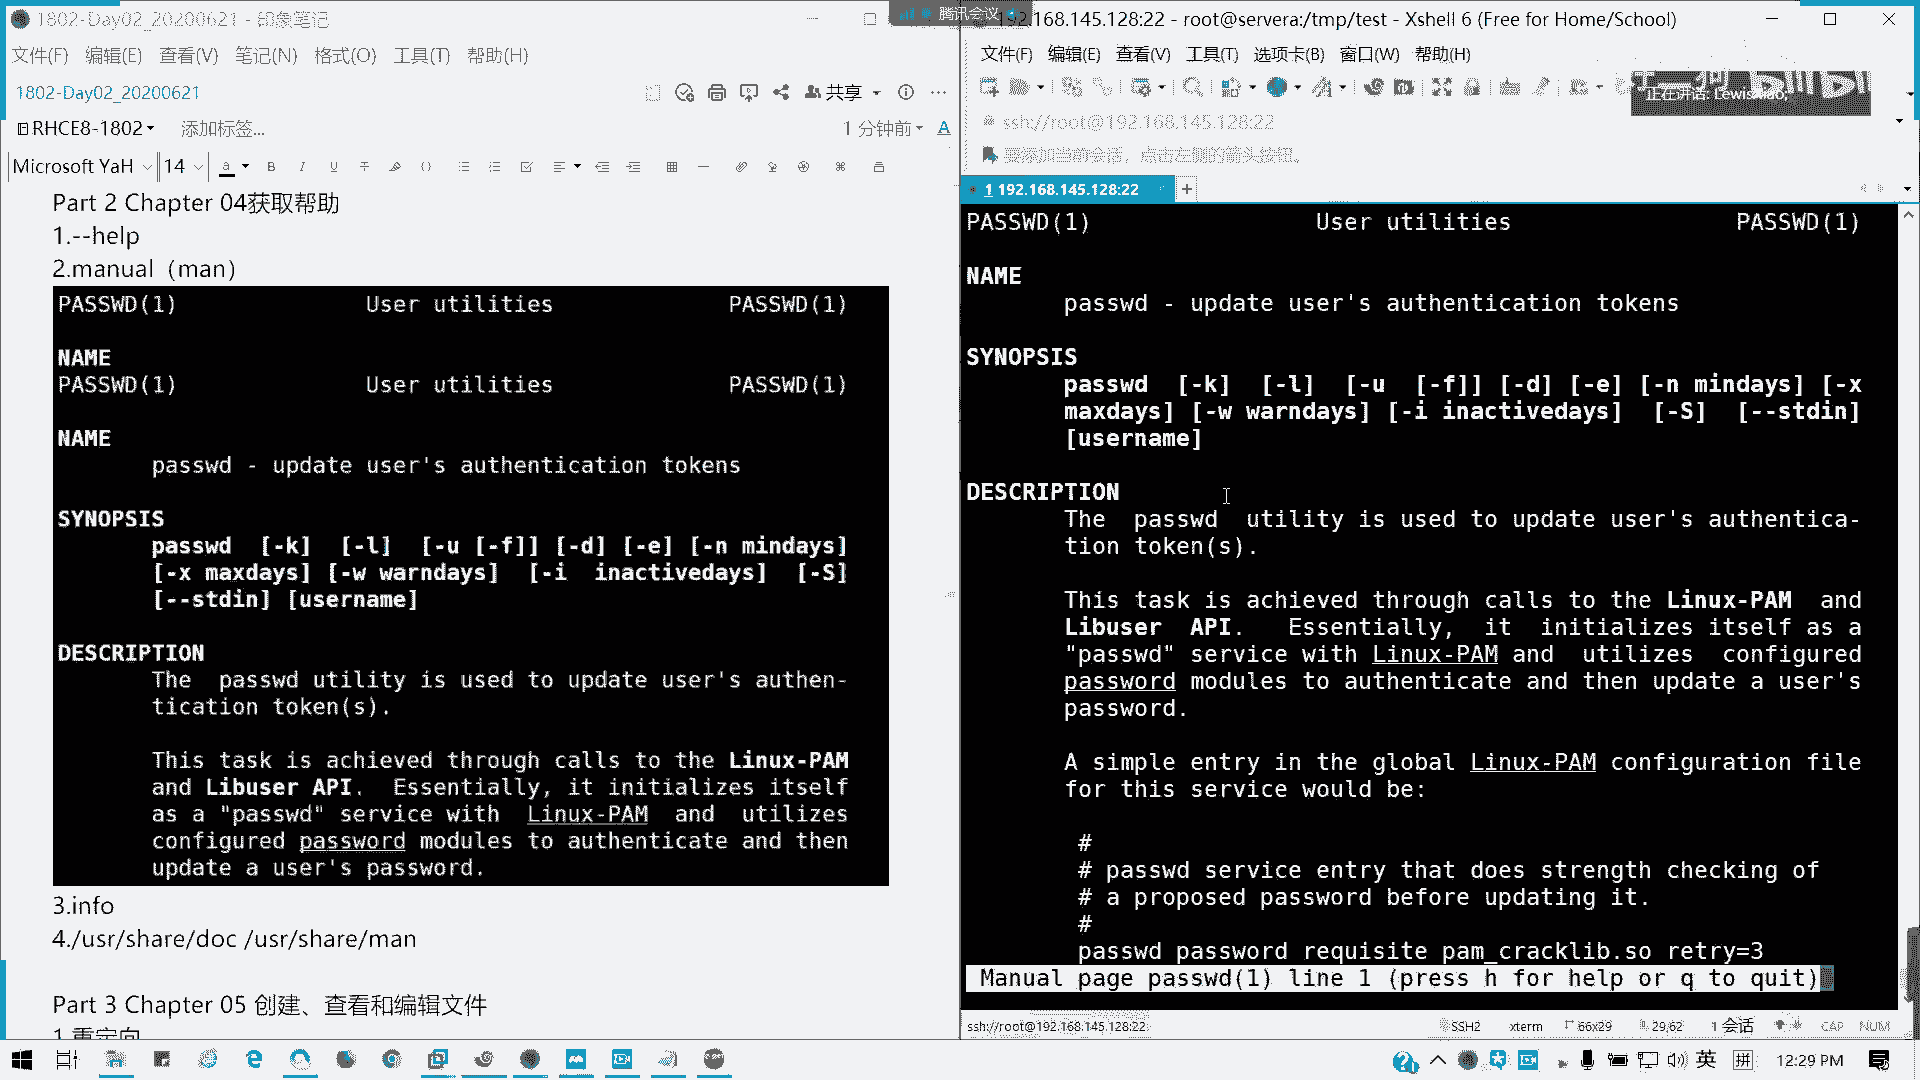 1802-Day02_20200621 - 印象笔记
文件(F) 编辑(E) 查看(V) 笔记(N) 格式(O) 工具(T) 帮助(H)
1802-Day02_20200621
共享
RHCE8-1802 添加标签...
1 分钟前
Microsoft YaH 14
Part 2 Chapter 04获取帮助
1.--help
2.manual（man）
PASSWD(1) User utilities PASSWD(1)
NAME
PASSWD(1) User utilities PASSWD(1)
NAME
passwd - update user's authentication tokens
SYNOPSIS
passwd [-k] [-l] [-u [-f]] [-d] [-e] [-n mindays]
[-x maxdays] [-w warndays] [-i inactivedays] [-S]
[--stdin] [username]
DESCRIPTION
The passwd utility is used to update user's authen-
tication token(s).
This task is achieved through calls to the Linux-PAM
and Libuser API. Essentially, it initializes itself
as a "passwd" service with Linux-PAM and utilizes
configured password modules to authenticate and then
update a user's password.
3.info
4./usr/share/doc /usr/share/man
Part 3 Chapter 05 创建、查看和编辑文件
1.重定向
腾讯会议
192.168.145.128:22 - root@servera:/tmp/test - Xshell 6 (Free for Home/School)
文件(F) 编辑(E) 查看(V) 工具(T) 选项卡(B) 窗口(W) 帮助(H)
正在讲话: LewisXiao;
ssh://root@192.168.145.128:22
要添加当前会话，点击左侧的箭头按钮。
1 192.168.145.128:22
PASSWD(1) User utilities PASSWD(1)
NAME
passwd - update user's authentication tokens
SYNOPSIS
passwd [-k] [-l] [-u [-f]] [-d] [-e] [-n mindays] [-x
maxdays] [-w warndays] [-i inactivedays] [-S] [--stdin]
[username]
DESCRIPTION
The passwd utility is used to update user's authentica-
tion token(s).
This task is achieved through calls to the Linux-PAM and
Libuser API. Essentially, it initializes itself as a
"passwd" service with Linux-PAM and utilizes configured
password modules to authenticate and then update a user's
password.
A simple entry in the global Linux-PAM configuration file
for this service would be:
#
# passwd service entry that does strength checking of
# a proposed password before updating it.
#
passwd password requisite pam_cracklib.so retry=3
Manual page passwd(1) line 1 (press h for help or q to quit)
ssh://root@192.168.145.128:22 SSH2 xterm 66x29 29,62 1 会话 CAP NUM
英 拼 12:29 PM